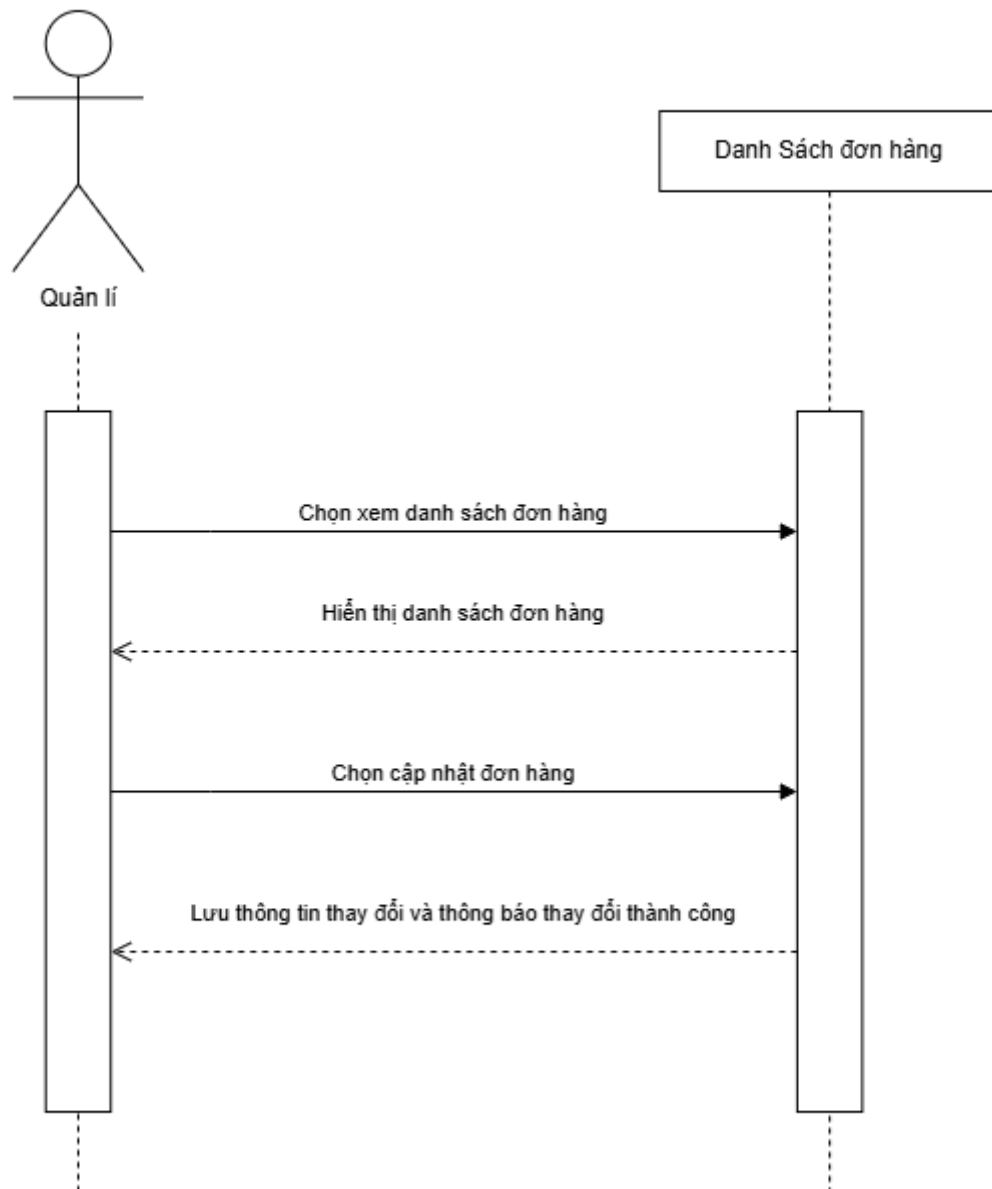 Danh Sách đơn hàng
Quản lí
Chọn xem danh sách đơn hàng
Hiển thị danh sách đơn hàng
Chọn cập nhật đơn hàng
Lưu thông tin thay đổi và thông báo thay đổi thành công